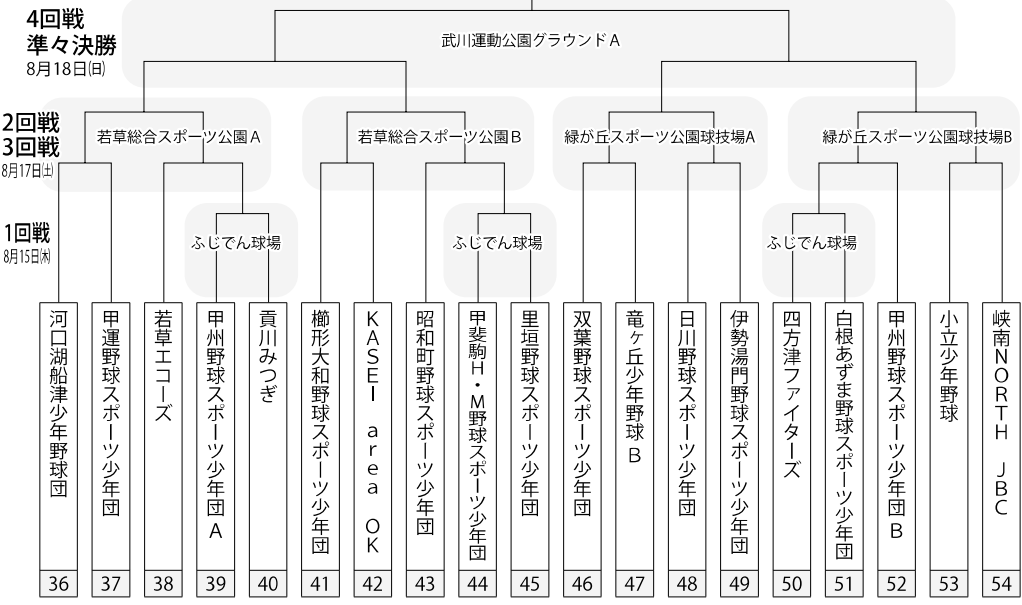 4回戦
準々決勝
8月18日(日)
武川運動公園グラウンドA
2回戦
3回戦
8月17日(土)
若草総合スポーツ公園A
若草総合スポーツ公園B
緑が丘スポーツ公園球技場A
緑が丘スポーツ公園球技場B
1回戦
8月15日(木)
ふじでん球場
ふじでん球場
ふじでん球場
河口湖船津少年野球団
甲運野球スポーツ少年団
若草エコーズ
甲州野球スポーツ少年団A
貢川みつぎ
櫛形大和野球スポーツ少年団
KASEI area OK
昭和町野球スポーツ少年団
甲斐駒H・M野球スポーツ少年団
里垣野球スポーツ少年団
双葉野球スポーツ少年団
竜ヶ丘少年野球B
日川野球スポーツ少年団
伊勢湯門野球スポーツ少年団
四方津ファイターズ
白根あずま野球スポーツ少年団
甲州野球スポーツ少年団B
小立少年野球
峡南NORTH JBC
36 37 38 39 40 41 42 43 44 45 46 47 48 49 50 51 52 53 54